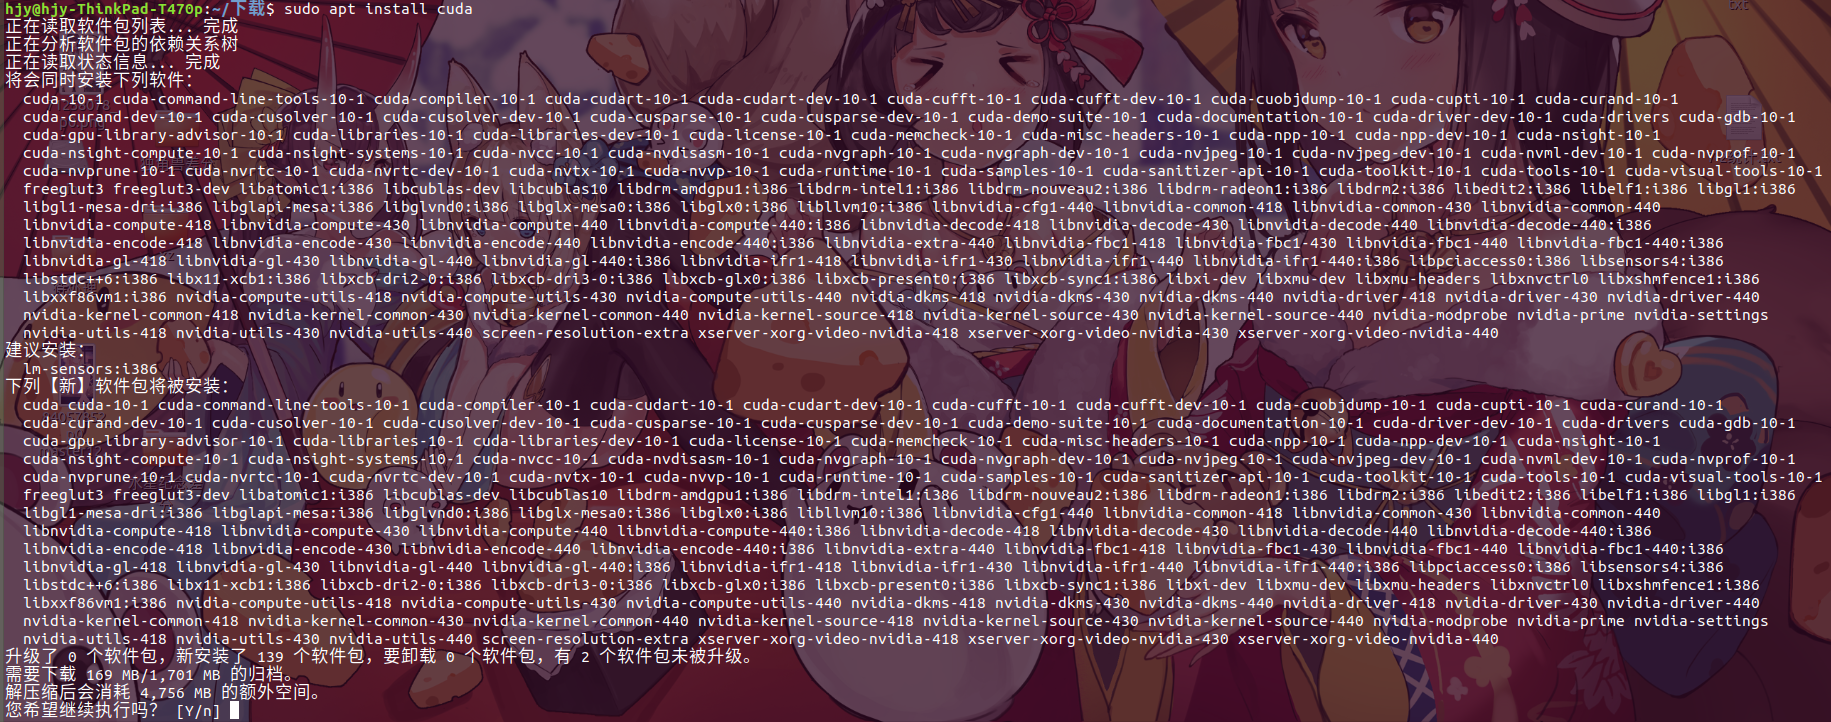 hjy@hjy-ThinkPad-T470p:~/下载$ sudo apt install cuda
正在读取软件包列表... 完成
正在分析软件包的依赖关系树
正在读取状态信息... 完成
将会同时安装下列软件：
cuda-10-1 cuda-command-line-tools-10-1 cuda-compiler-10-1 cuda-cudart-10-1 cuda-cudart-dev-10-1 cuda-cufft-10-1 cuda-cufft-dev-10-1 cuda-cuobjdump-10-1 cuda-cupti-10-1 cuda-curand-10-1
cuda-curand-dev-10-1 cuda-cusolver-10-1 cuda-cusolver-dev-10-1 cuda-cusparse-10-1 cuda-cusparse-dev-10-1 cuda-demo-suite-10-1 cuda-documentation-10-1 cuda-driver-dev-10-1 cuda-drivers cuda-gdb-10-1
cuda-gpu-library-advisor-10-1 cuda-libraries-10-1 cuda-libraries-dev-10-1 cuda-license-10-1 cuda-memcheck-10-1 cuda-misc-headers-10-1 cuda-npp-10-1 cuda-npp-dev-10-1 cuda-nsight-10-1
cuda-nsight-compute-10-1 cuda-nsight-systems-10-1 cuda-nvcc-10-1 cuda-nvdisasm-10-1 cuda-nvgraph-10-1 cuda-nvgraph-dev-10-1 cuda-nvjpeg-10-1 cuda-nvjpeg-dev-10-1 cuda-nvml-dev-10-1 cuda-nvprof-10-1
cuda-nvprune-10-1 cuda-nvrtc-10-1 cuda-nvrtc-dev-10-1 cuda-nvtx-10-1 cuda-nvvp-10-1 cuda-runtime-10-1 cuda-samples-10-1 cuda-sanitizer-api-10-1 cuda-toolkit-10-1 cuda-tools-10-1 cuda-visual-tools-10-1
freeglut3 freeglut3-dev libatomic1:i386 libcublas-dev libcublas10 libdrm-amdgpu1:i386 libdrm-intel1:i386 libdrm-nouveau2:i386 libdrm-radeon1:i386 libdrm2:i386 libedit2:i386 libelf1:i386 libgl1:i386
libgl1-mesa-dri:i386 libglapi-mesa:i386 libglvnd0:i386 libglx-mesa0:i386 libglx0:i386 libllvm10:i386 libnvidia-cfg1-440 libnvidia-common-418 libnvidia-common-430 libnvidia-common-440
libnvidia-compute-418 libnvidia-compute-430 libnvidia-compute-440 libnvidia-compute-440:i386 libnvidia-decode-418 libnvidia-decode-430 libnvidia-decode-440 libnvidia-decode-440:i386
libnvidia-encode-418 libnvidia-encode-430 libnvidia-encode-440 libnvidia-encode-440:i386 libnvidia-extra-440 libnvidia-fbc1-418 libnvidia-fbc1-430 libnvidia-fbc1-440 libnvidia-fbc1-440:i386
libnvidia-gl-418 libnvidia-gl-430 libnvidia-gl-440 libnvidia-gl-440:i386 libnvidia-ifr1-418 libnvidia-ifr1-430 libnvidia-ifr1-440 libnvidia-ifr1-440:i386 libpciaccess0:i386 libsensors4:i386
libstdc++6:i386 libx11-xcb1:i386 libxcb-dri2-0:i386 libxcb-dri3-0:i386 libxcb-glx0:i386 libxcb-present0:i386 libxcb-sync1:i386 libxi-dev libxmu-dev libxmu-headers libxnvctrl0 libxshmfence1:i386
libxxf86vm1:i386 nvidia-compute-utils-418 nvidia-compute-utils-430 nvidia-compute-utils-440 nvidia-dkms-418 nvidia-dkms-430 nvidia-dkms-440 nvidia-driver-418 nvidia-driver-430 nvidia-driver-440
nvidia-kernel-common-418 nvidia-kernel-common-430 nvidia-kernel-common-440 nvidia-kernel-source-418 nvidia-kernel-source-430 nvidia-kernel-source-440 nvidia-modprobe nvidia-prime nvidia-settings
nvidia-utils-418 nvidia-utils-430 nvidia-utils-440 screen-resolution-extra xserver-xorg-video-nvidia-418 xserver-xorg-video-nvidia-430 xserver-xorg-video-nvidia-440
建议安装：
lm-sensors:i386
下列【新】软件包将被安装：
cuda cuda-10-1 cuda-command-line-tools-10-1 cuda-compiler-10-1 cuda-cudart-10-1 cuda-cudart-dev-10-1 cuda-cufft-10-1 cuda-cufft-dev-10-1 cuda-cuobjdump-10-1 cuda-cupti-10-1 cuda-curand-10-1
cuda-curand-dev-10-1 cuda-cusolver-10-1 cuda-cusolver-dev-10-1 cuda-cusparse-10-1 cuda-cusparse-dev-10-1 cuda-demo-suite-10-1 cuda-documentation-10-1 cuda-driver-dev-10-1 cuda-drivers cuda-gdb-10-1
cuda-gpu-library-advisor-10-1 cuda-libraries-10-1 cuda-libraries-dev-10-1 cuda-license-10-1 cuda-memcheck-10-1 cuda-misc-headers-10-1 cuda-npp-10-1 cuda-npp-dev-10-1 cuda-nsight-10-1
cuda-nsight-compute-10-1 cuda-nsight-systems-10-1 cuda-nvcc-10-1 cuda-nvdisasm-10-1 cuda-nvgraph-10-1 cuda-nvgraph-dev-10-1 cuda-nvjpeg-10-1 cuda-nvjpeg-dev-10-1 cuda-nvml-dev-10-1 cuda-nvprof-10-1
cuda-nvprune-10-1 cuda-nvrtc-10-1 cuda-nvrtc-dev-10-1 cuda-nvtx-10-1 cuda-nvvp-10-1 cuda-runtime-10-1 cuda-samples-10-1 cuda-sanitizer-api-10-1 cuda-toolkit-10-1 cuda-tools-10-1 cuda-visual-tools-10-1
freeglut3 freeglut3-dev libatomic1:i386 libcublas-dev libcublas10 libdrm-amdgpu1:i386 libdrm-intel1:i386 libdrm-nouveau2:i386 libdrm-radeon1:i386 libdrm2:i386 libedit2:i386 libelf1:i386 libgl1:i386
libgl1-mesa-dri:i386 libglapi-mesa:i386 libglvnd0:i386 libglx-mesa0:i386 libglx0:i386 libllvm10:i386 libnvidia-cfg1-440 libnvidia-common-418 libnvidia-common-430 libnvidia-common-440
libnvidia-compute-418 libnvidia-compute-430 libnvidia-compute-440 libnvidia-compute-440:i386 libnvidia-decode-418 libnvidia-decode-430 libnvidia-decode-440 libnvidia-decode-440:i386
libnvidia-encode-418 libnvidia-encode-430 libnvidia-encode-440 libnvidia-encode-440:i386 libnvidia-extra-440 libnvidia-fbc1-418 libnvidia-fbc1-430 libnvidia-fbc1-440 libnvidia-fbc1-440:i386
libnvidia-gl-418 libnvidia-gl-430 libnvidia-gl-440 libnvidia-gl-440:i386 libnvidia-ifr1-418 libnvidia-ifr1-430 libnvidia-ifr1-440 libnvidia-ifr1-440:i386 libpciaccess0:i386 libsensors4:i386
libstdc++6:i386 libx11-xcb1:i386 libxcb-dri2-0:i386 libxcb-dri3-0:i386 libxcb-glx0:i386 libxcb-present0:i386 libxcb-sync1:i386 libxi-dev libxmu-dev libxmu-headers libxnvctrl0 libxshmfence1:i386
libxxf86vm1:i386 nvidia-compute-utils-418 nvidia-compute-utils-430 nvidia-compute-utils-440 nvidia-dkms-418 nvidia-dkms-430 nvidia-dkms-440 nvidia-driver-418 nvidia-driver-430 nvidia-driver-440
nvidia-kernel-common-418 nvidia-kernel-common-430 nvidia-kernel-common-440 nvidia-kernel-source-418 nvidia-kernel-source-430 nvidia-kernel-source-440 nvidia-modprobe nvidia-prime nvidia-settings
nvidia-utils-418 nvidia-utils-430 nvidia-utils-440 screen-resolution-extra xserver-xorg-video-nvidia-418 xserver-xorg-video-nvidia-430 xserver-xorg-video-nvidia-440
升级了 0 个软件包，新安装了 139 个软件包，要卸载 0 个软件包，有 2 个软件包未被升级。
需要下载 169 MB/1,701 MB 的归档。
解压缩后会消耗 4,756 MB 的额外空间。
您希望继续执行吗？ [Y/n]